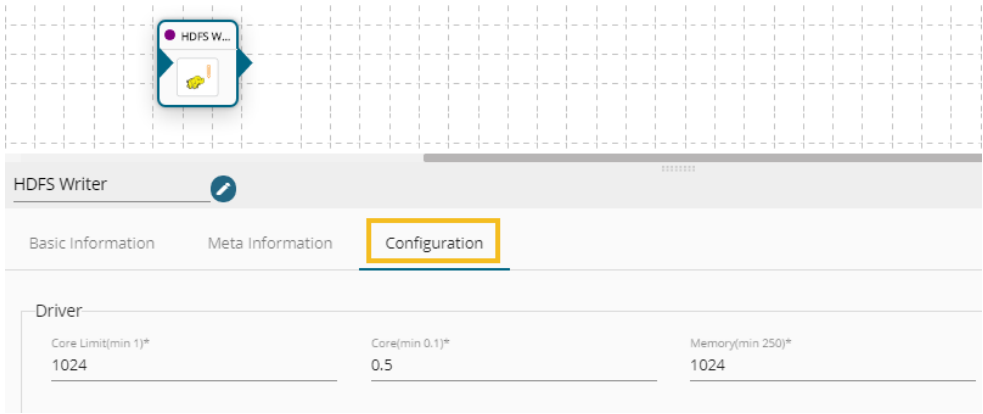 HDFS W...
HDFS Writer
Basic Information Meta Information Configuration
Driver
Core Limit(min 1)* Core(min 0.1)* Memory(min 250)*
1024 0.5 1024